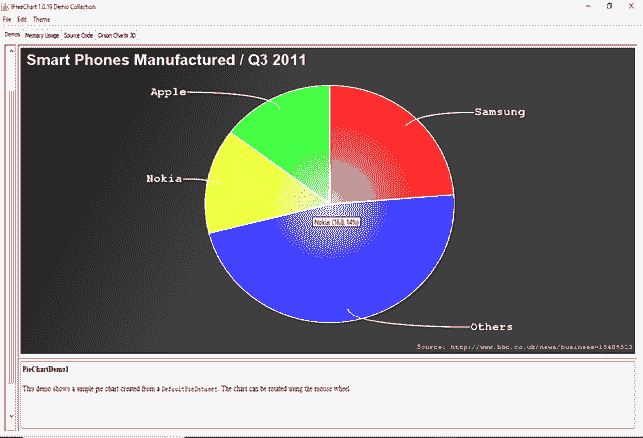 JFreeChart 1.0.19 Demo Collection
File Edit Theme
Demos Memory Usage Source Code Orson Charts 3D
Smart Phones Manufactured / Q3 2011
Apple
Samsung
Nokia
Nokia (16.8, 14%)
Others
Source: http://www.bbc.co.uk/news/business-15489523
PieChartDemo1
This demo shows a simple pie chart created from a DefaultPieDataset. The chart can be rotated using the mouse wheel.